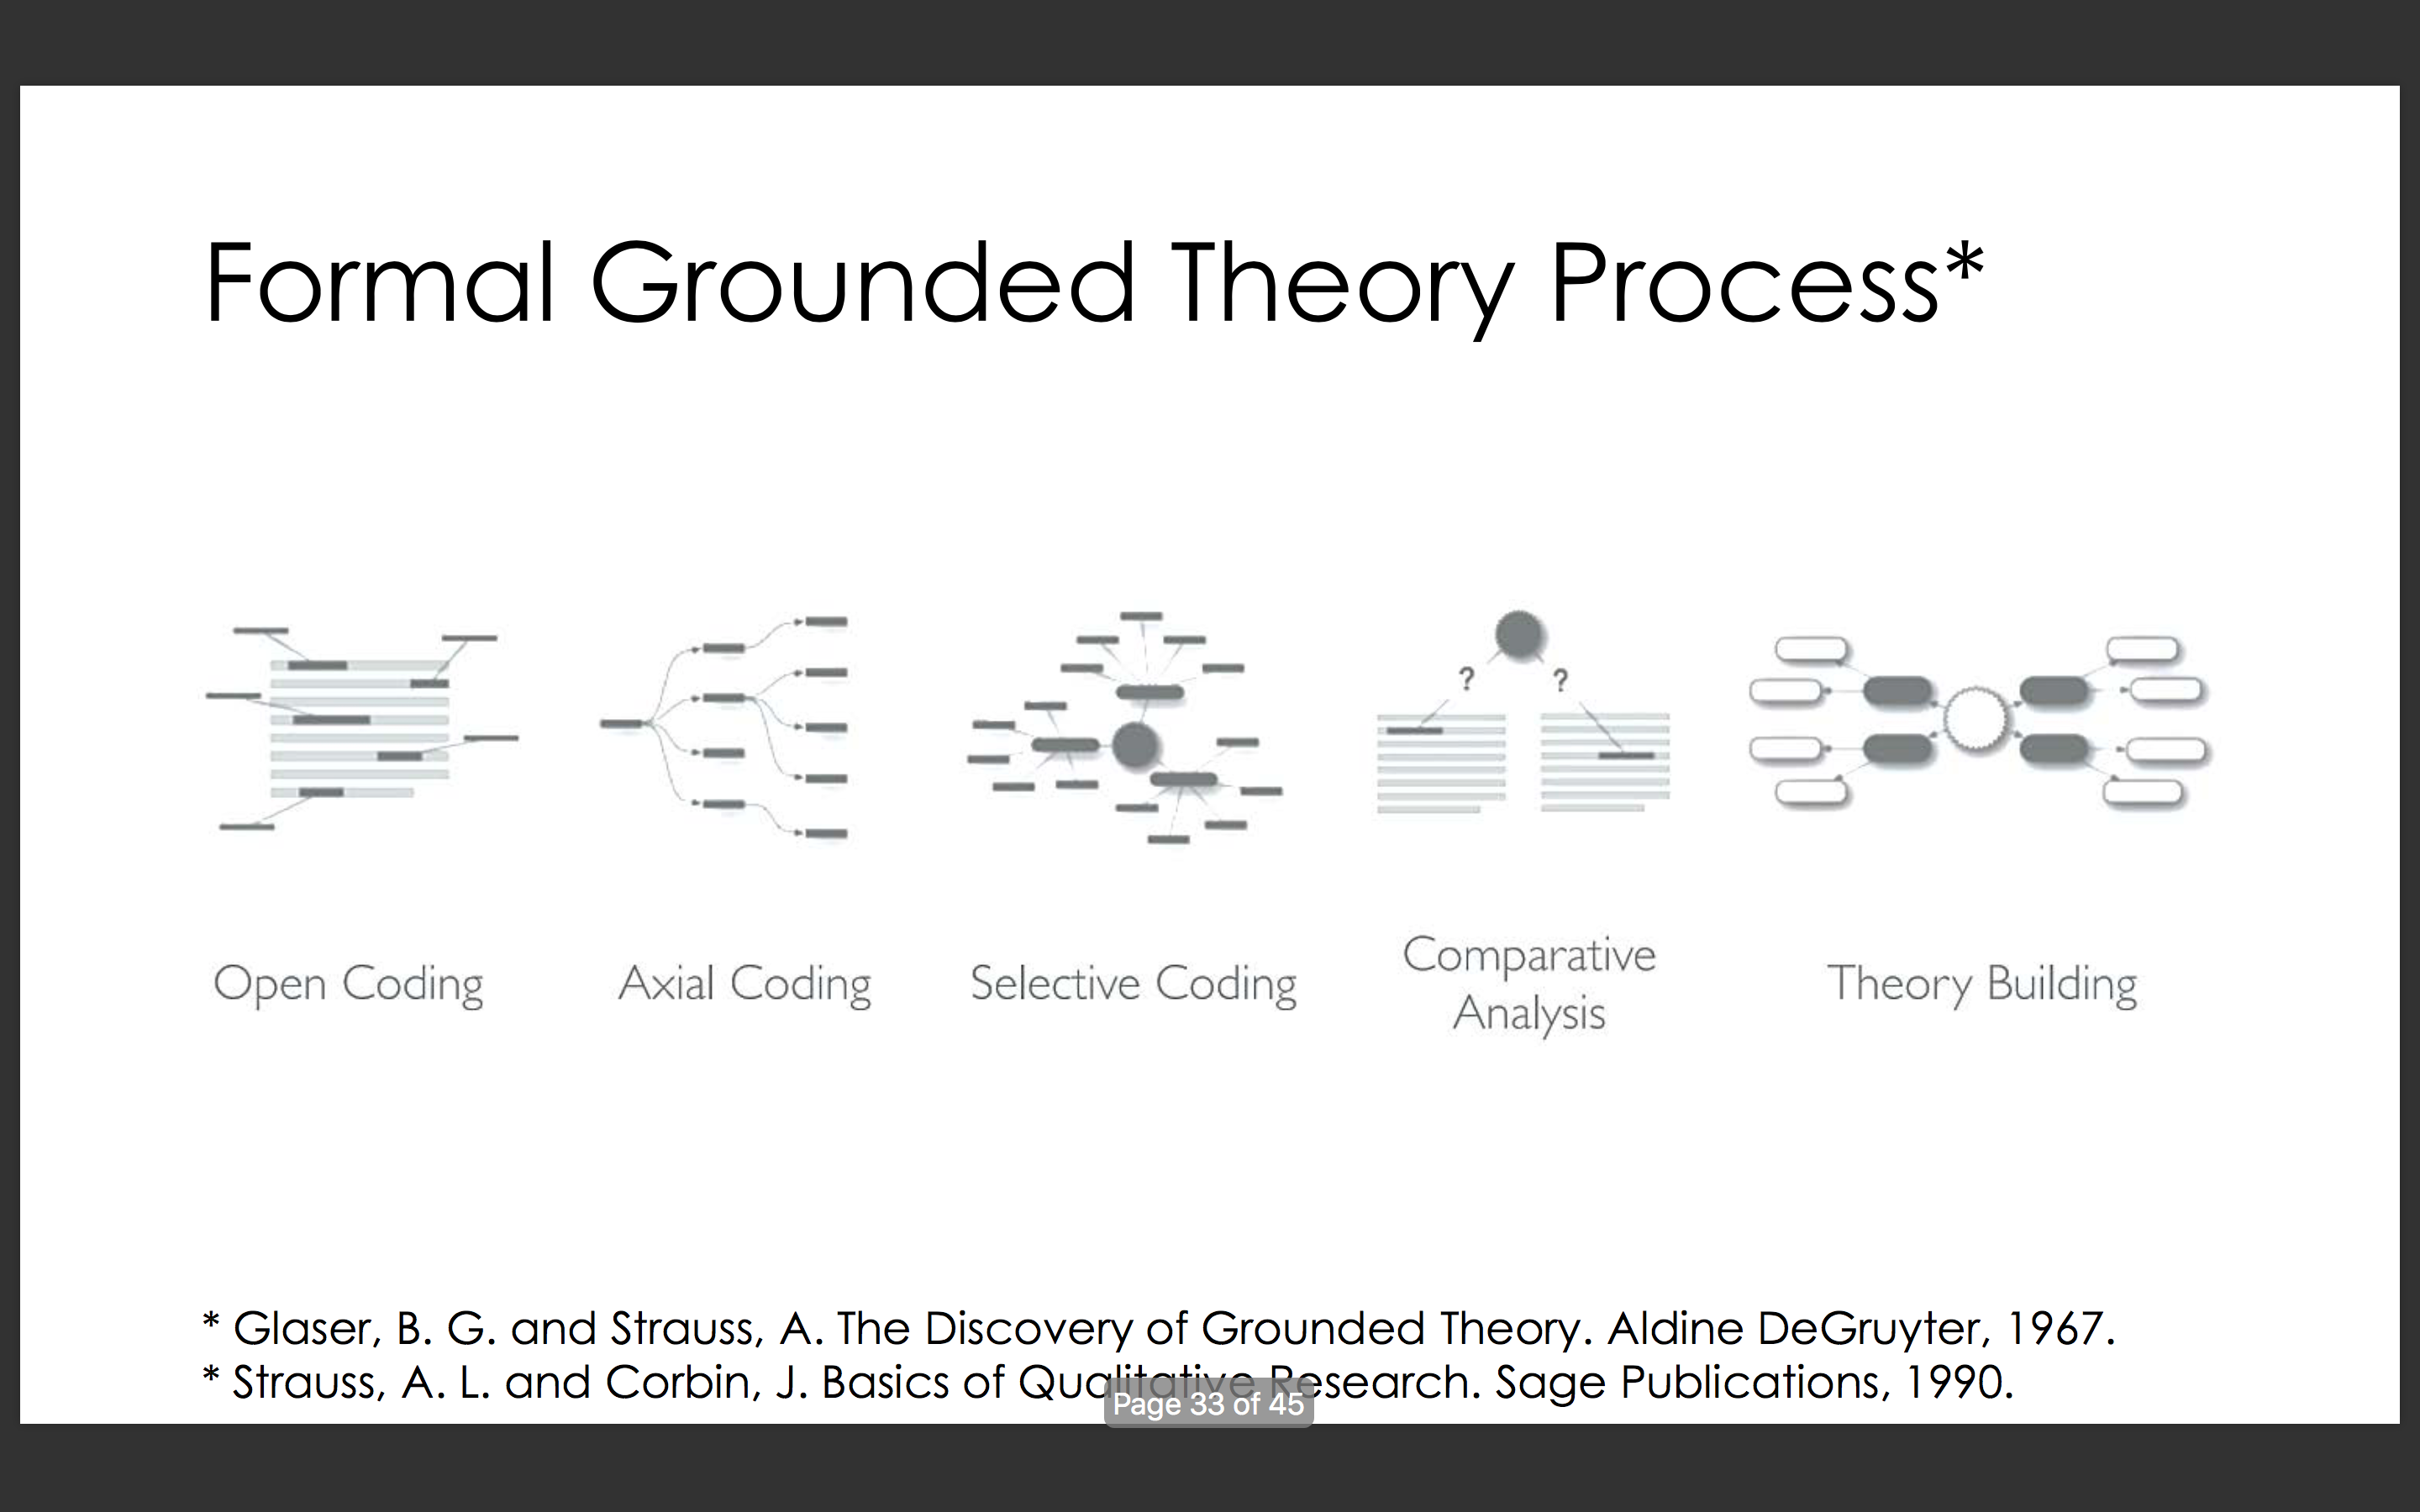 Formal Grounded Theory Process*
?
?
Open Coding
Axial Coding
Selective Coding
Comparative
Analysis
Theory Building
* Glaser, B. G. and Strauss, A. The Discovery of Grounded Theory. Aldine DeGruyter, 1967.
* Strauss, A. L. and Corbin, J. Basics of Qualitative Research. Sage Publications, 1990.
Page 33 of 45